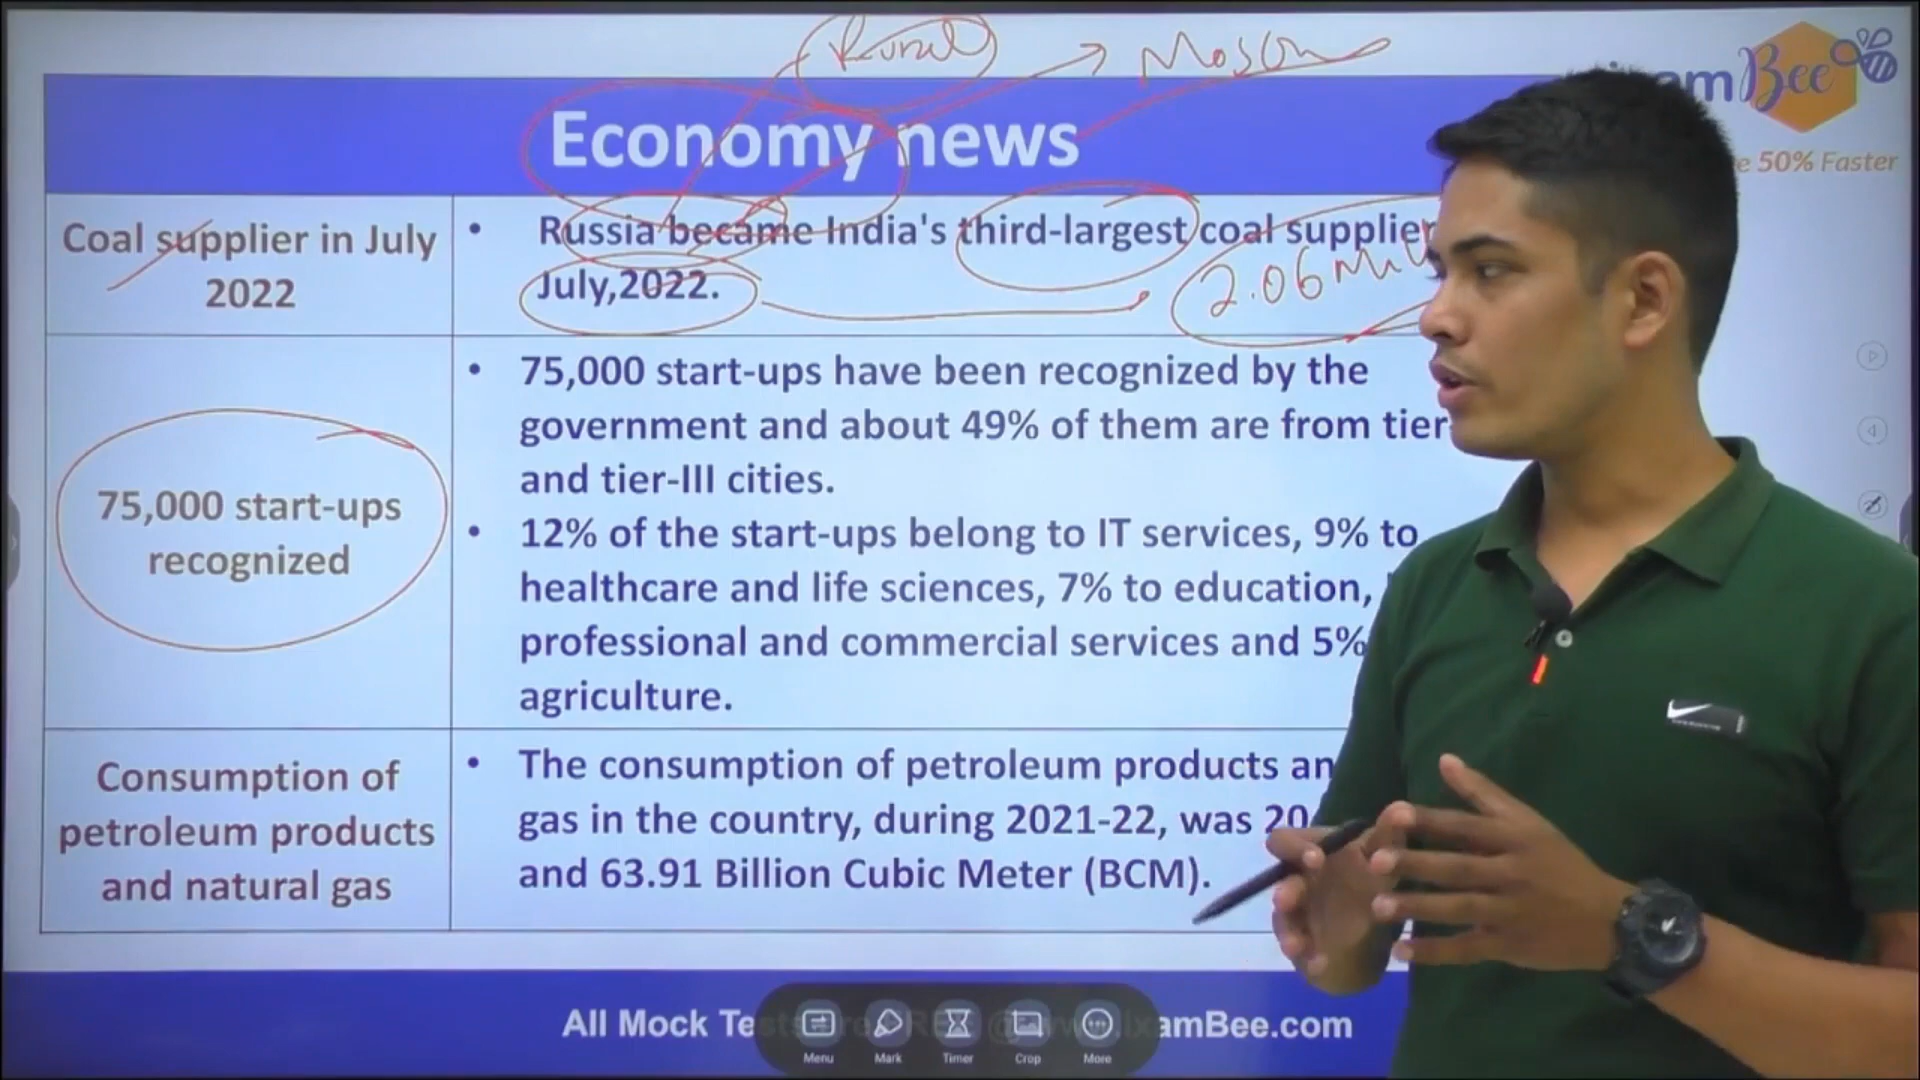 Rural
Moscow
am Bee
e 50% Faster
Economy news
Coal supplier in July
2022
• Russia became India's third-largest coal supplier
July,2022.
2.06 Mil
75,000 start-ups
recognized
• 75,000 start-ups have been recognized by the
government and about 49% of them are from tier
and tier-III cities.
• 12% of the start-ups belong to IT services, 9% to
healthcare and life sciences, 7% to education,
professional and commercial services and 5%
agriculture.
Consumption of
petroleum products
and natural gas
• The consumption of petroleum products an
gas in the country, during 2021-22, was 20
and 63.91 Billion Cubic Meter (BCM).
All Mock Tests amBee.com
Menu Mark Timer Crop More